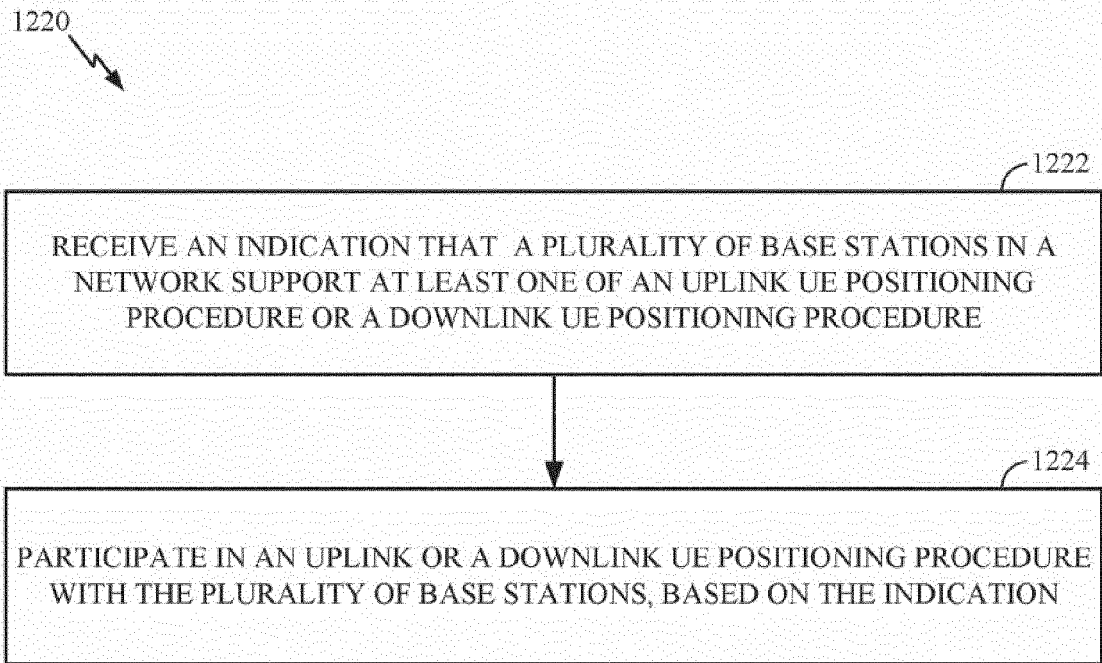 1220
1222
RECEIVE AN INDICATION THAT A PLURALITY OF BASE STATIONS IN A
NETWORK SUPPORT AT LEAST ONE OF AN UPLINK UE POSITIONING
PROCEDURE OR A DOWNLINK UE POSITIONING PROCEDURE
1224
PARTICIPATE IN AN UPLINK OR A DOWNLINK UE POSITIONING PROCEDURE
WITH THE PLURALITY OF BASE STATIONS, BASED ON THE INDICATION